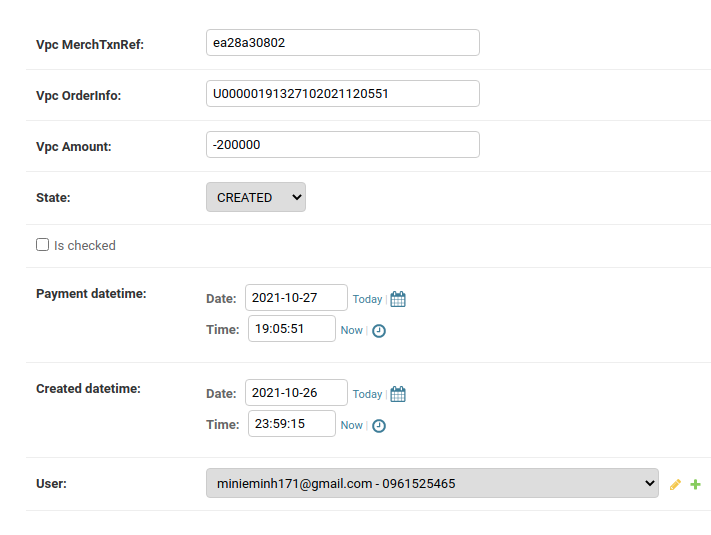 Vpc MerchTxnRef: ea28a30802
Vpc OrderInfo: U00000191327102021120551
Vpc Amount: -200000
State: CREATED
Is checked
Payment datetime: Date: 2021-10-27 Today
Time: 19:05:51 Now
Created datetime: Date: 2021-10-26 Today
Time: 23:59:15 Now
User: minieminh171@gmail.com - 0961525465